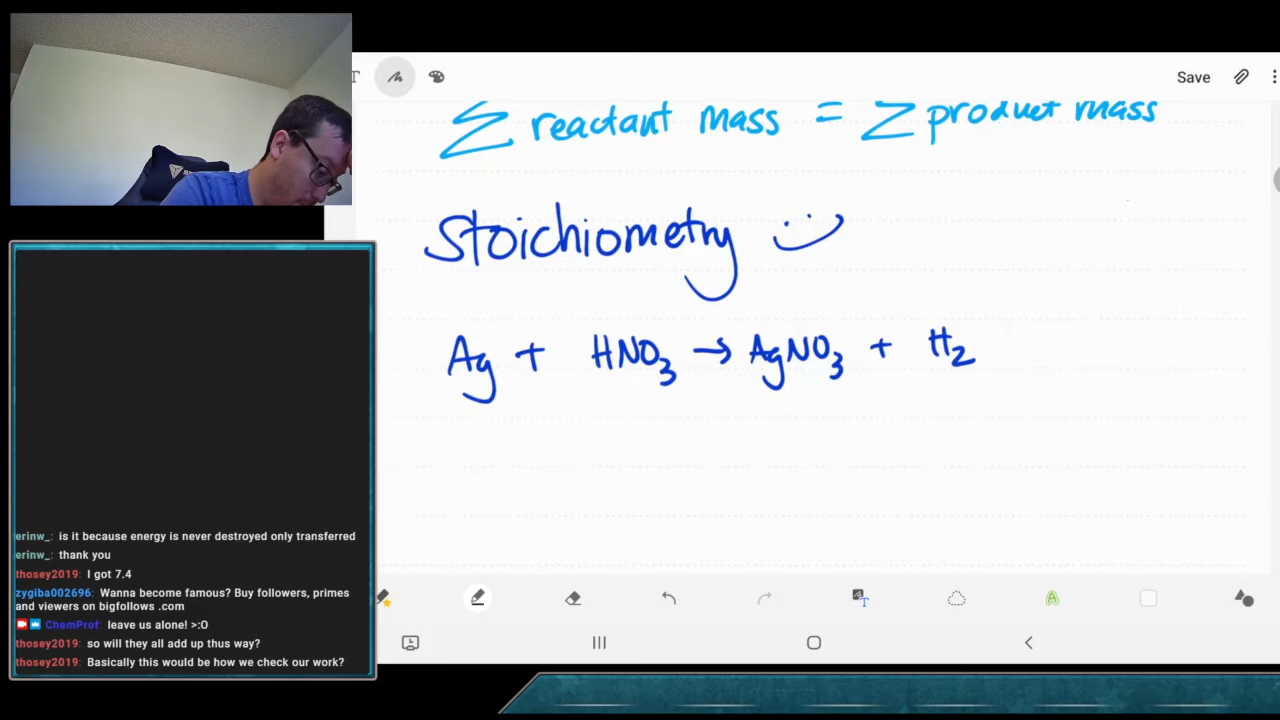 T
Save
∑ reactant mass = ∑ product mass
Stoichiometry :)
Ag + HNO₃ → AgNO₃ + H₂
erinw_: is it because energy is never destroyed only transferred
erinw_: thank you
thosey2019: I got 7.4
zygiba002696: Wanna become famous? Buy followers, primes
and viewers on bigfollows .com
ChemProf: leave us alone! >:O
thosey2019: so will they all add up thus way?
thosey2019: Basically this would be how we check our work?
T
A